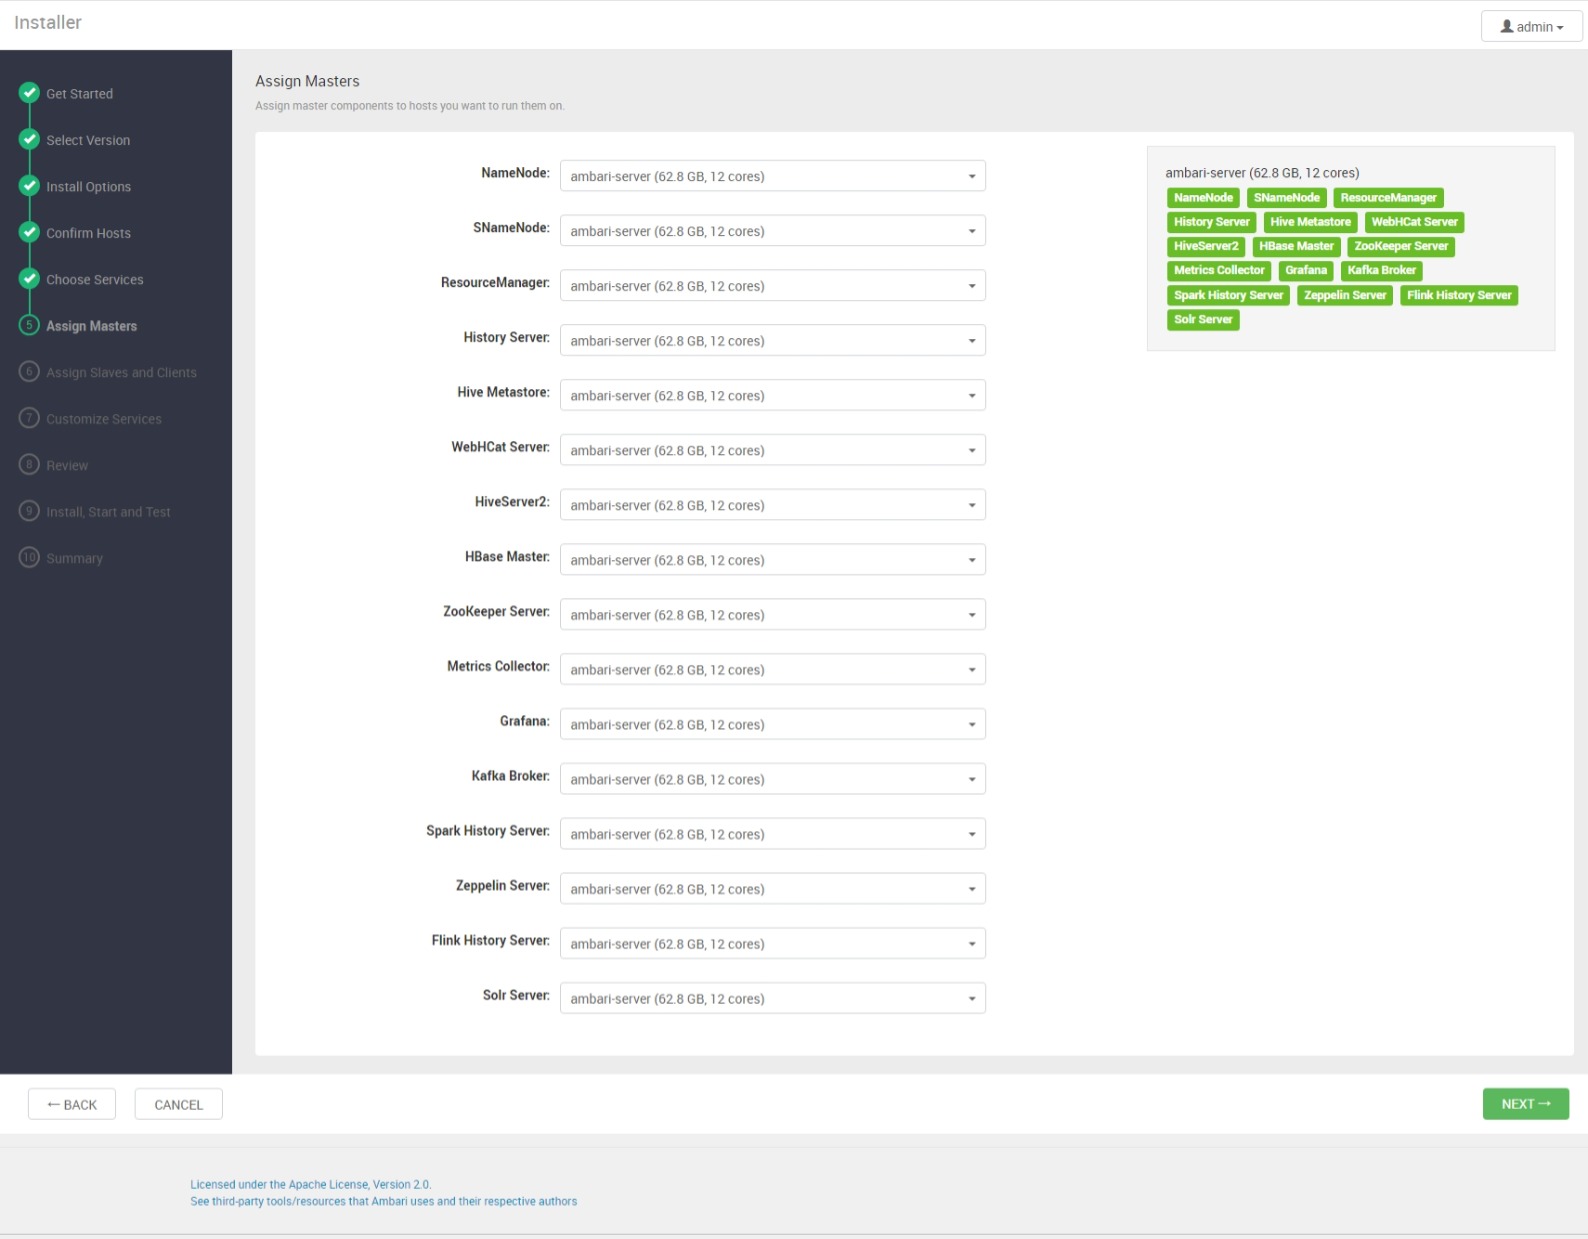 Installer
admin
Get Started
Select Version
Install Options
Confirm Hosts
Choose Services
5 Assign Masters
6 Assign Slaves and Clients
7 Customize Services
8 Review
9 Install, Start and Test
10 Summary
Assign Masters
Assign master components to hosts you want to run them on.
NameNode: ambari-server (62.8 GB, 12 cores)
SNameNode: ambari-server (62.8 GB, 12 cores)
ResourceManager: ambari-server (62.8 GB, 12 cores)
History Server: ambari-server (62.8 GB, 12 cores)
Hive Metastore: ambari-server (62.8 GB, 12 cores)
WebHCat Server: ambari-server (62.8 GB, 12 cores)
HiveServer2: ambari-server (62.8 GB, 12 cores)
HBase Master: ambari-server (62.8 GB, 12 cores)
ZooKeeper Server: ambari-server (62.8 GB, 12 cores)
Metrics Collector: ambari-server (62.8 GB, 12 cores)
Grafana: ambari-server (62.8 GB, 12 cores)
Kafka Broker: ambari-server (62.8 GB, 12 cores)
Spark History Server: ambari-server (62.8 GB, 12 cores)
Zeppelin Server: ambari-server (62.8 GB, 12 cores)
Flink History Server: ambari-server (62.8 GB, 12 cores)
Solr Server: ambari-server (62.8 GB, 12 cores)
ambari-server (62.8 GB, 12 cores)
NameNode SNameNode ResourceManager
History Server Hive Metastore WebHCat Server
HiveServer2 HBase Master ZooKeeper Server
Metrics Collector Grafana Kafka Broker
Spark History Server Zeppelin Server Flink History Server
Solr Server
← BACK CANCEL NEXT →
Licensed under the Apache License, Version 2.0.
See third-party tools/resources that Ambari uses and their respective authors